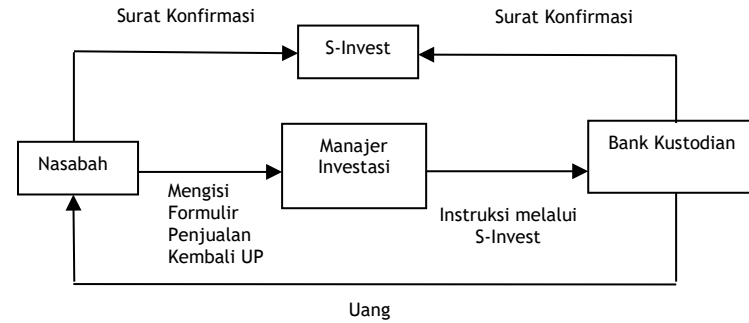 Surat Konfirmasi
Surat Konfirmasi
S-Invest
Nasabah
Manajer
Investasi
Bank Kustodian
Mengisi
Formulir
Penjualan
Kembali UP
Instruksi melalui
S-Invest
Uang